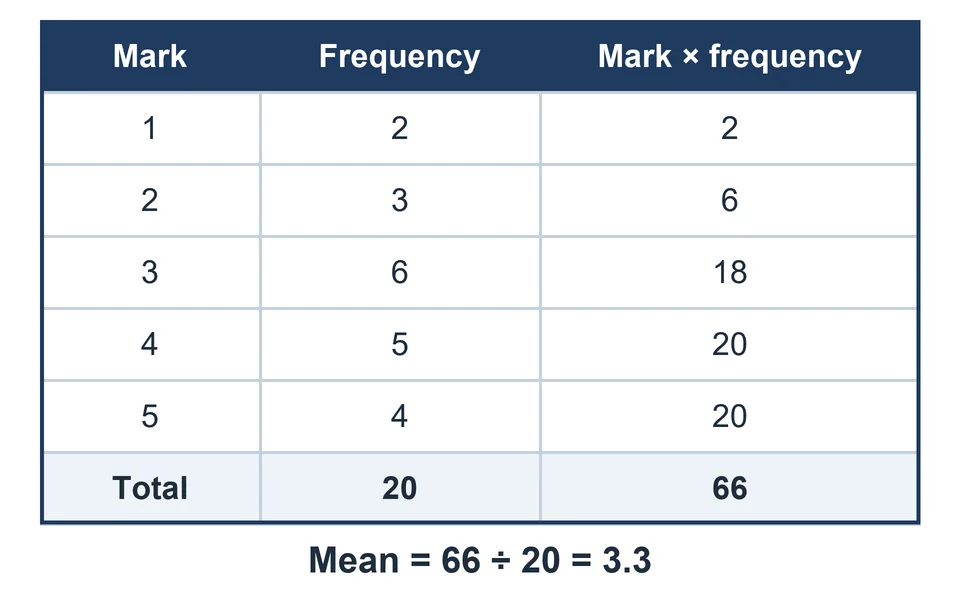 Mark Frequency Mark × frequency
1 2 2
2 3 6
3 6 18
4 5 20
5 4 20
Total 20 66
Mean = 66 ÷ 20 = 3.3